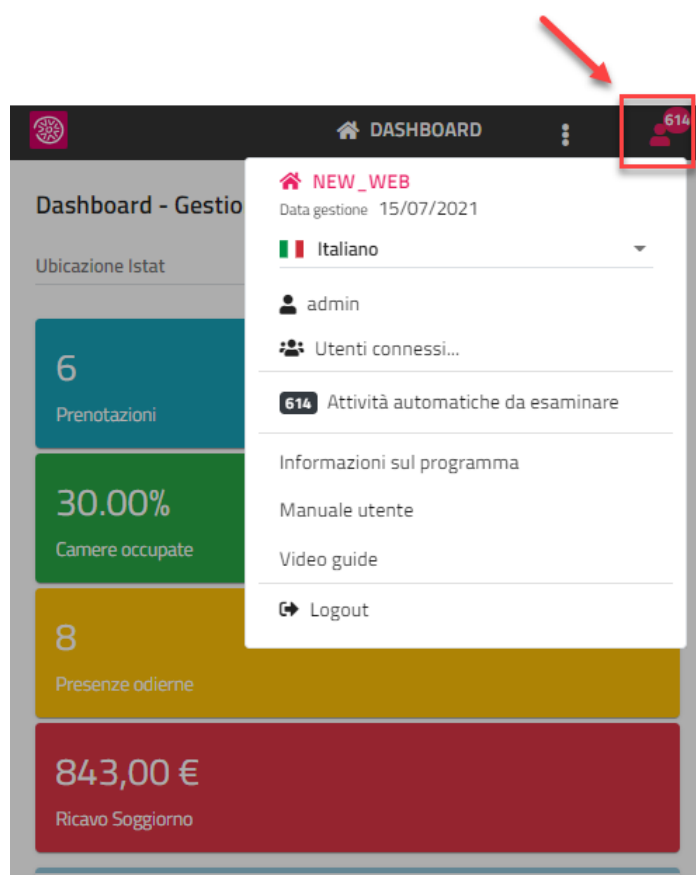 DASHBOARD
614
Dashboard - Gestio
Ubicazione Istat
NEW_WEB
Data gestione 15/07/2021
Italiano
admin
Utenti connessi...
614 Attività automatiche da esaminare
Informazioni sul programma
Manuale utente
Video guide
Logout
6
Prenotazioni
30.00%
Camere occupate
8
Presenze odierne
843,00 €
Ricavo Soggiorno